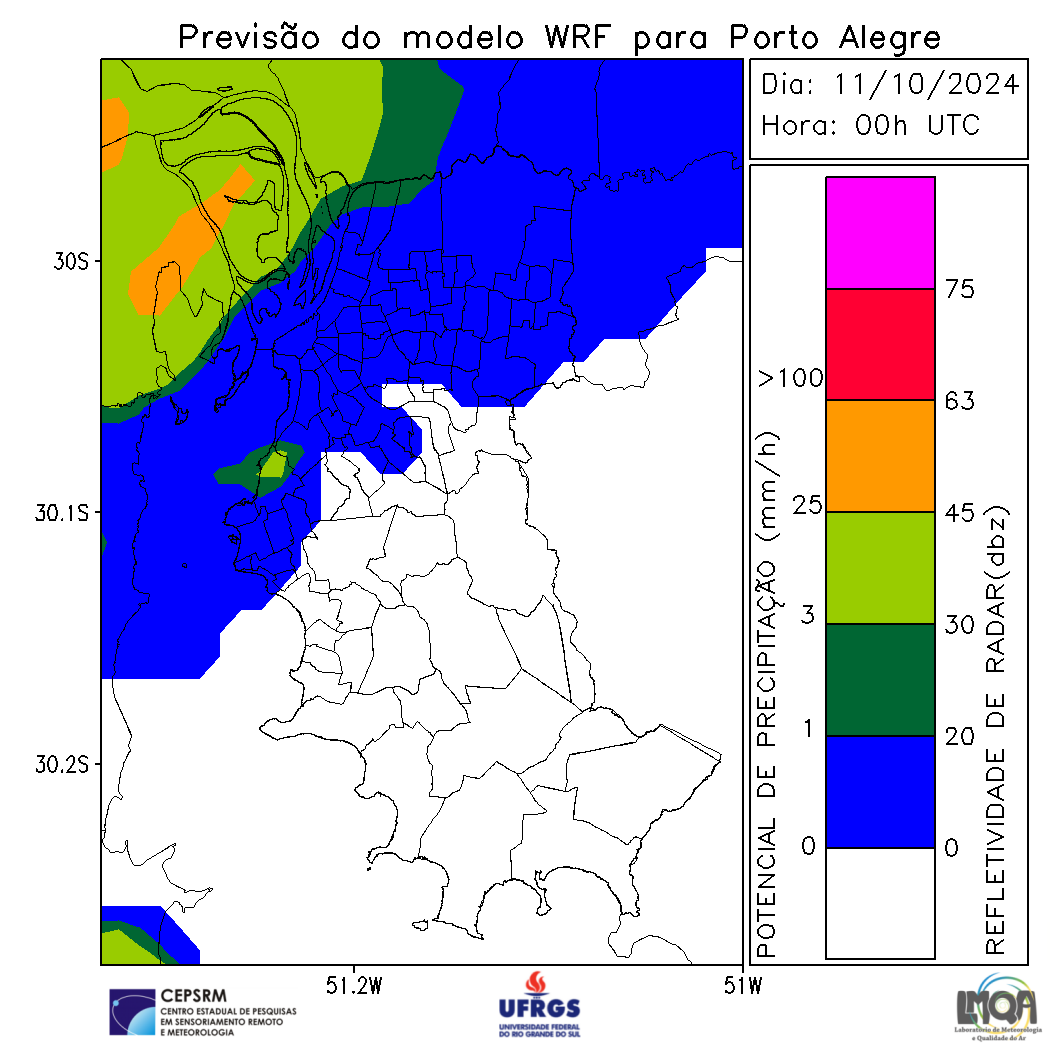 Previsão do modelo WRF para Porto Alegre
Dia: 11/10/2024
Hora: 00h UTC
30S
30.1S
30.2S
51.2W
51W
POTENCIAL DE PRECIPITAÇÃO (mm/h)
>100
25
3
1
0
75
63
45
30
20
0
REFLETIVIDADE DE RADAR(dbz)
CEPSRM
CENTRO ESTADUAL DE PESQUISAS
EM SENSORIAMENTO REMOTO
E METEOROLOGIA
UFRGS
UNIVERSIDADE FEDERAL
DO RIO GRANDE DO SUL
LMQA
Laboratório de Meteorologia
e Qualidade do Ar